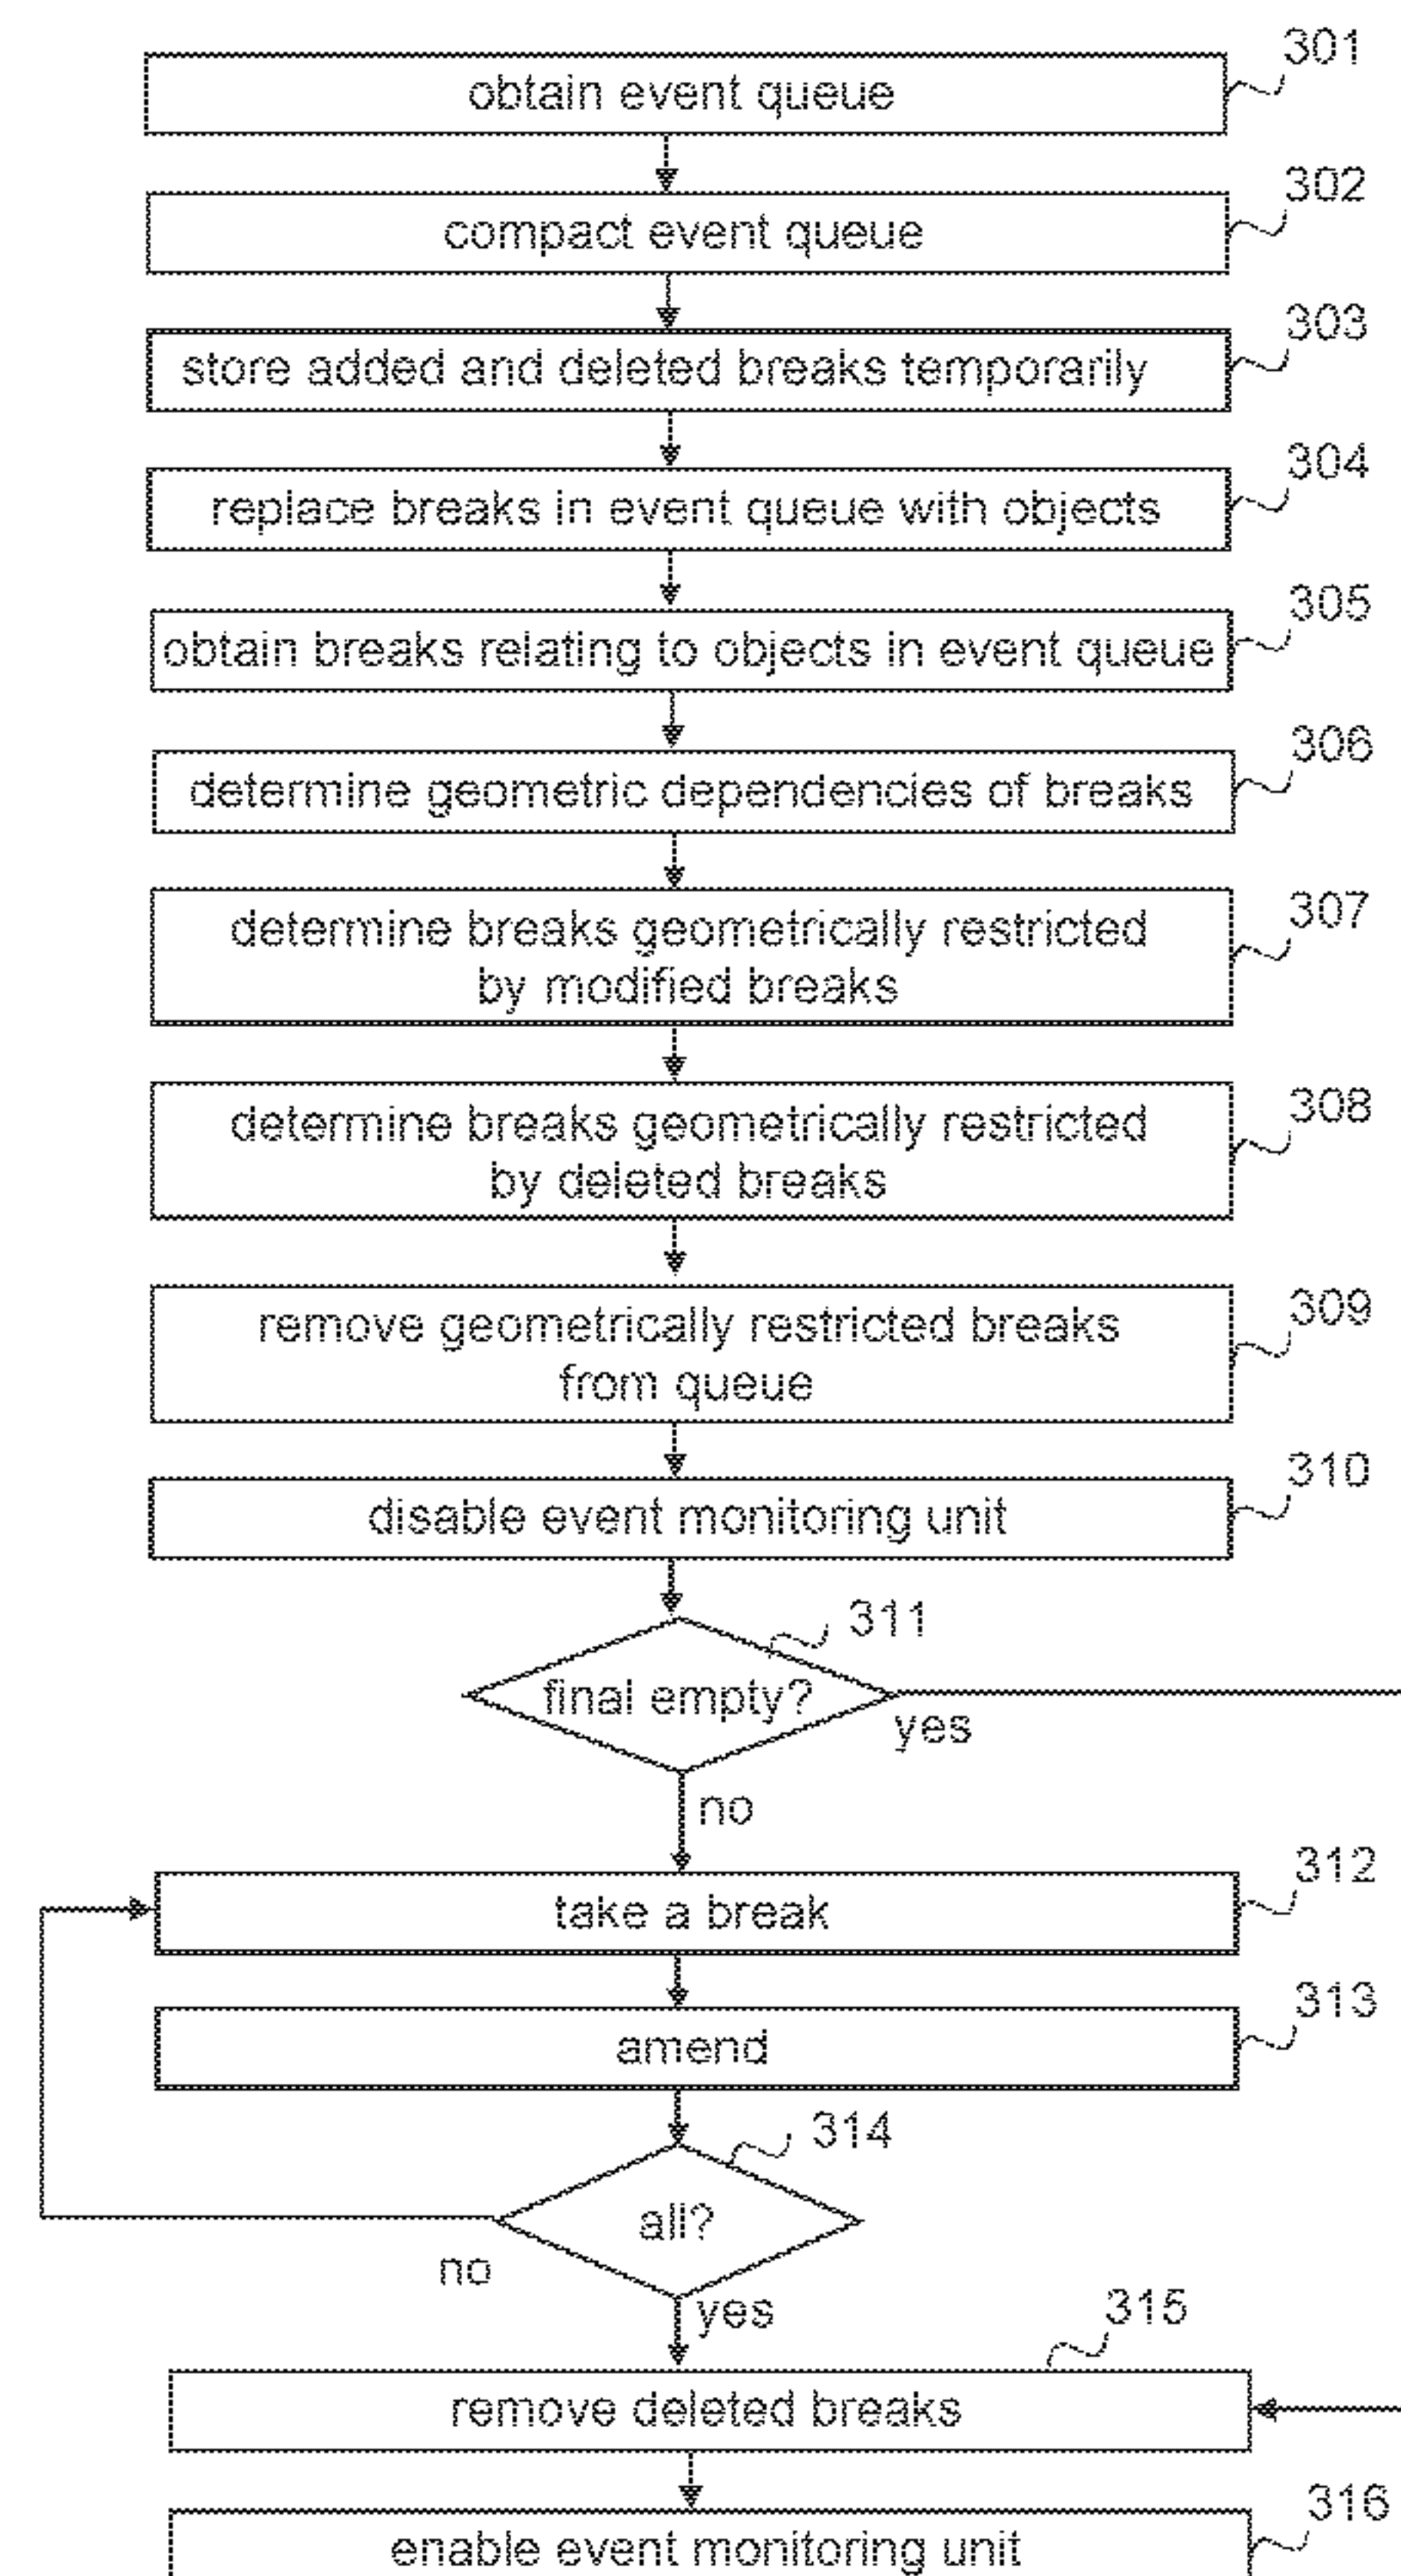 301
obtain event queue
302
compact event queue
303
store added and deleted breaks temporarily
304
replace breaks in event queue with objects
305
obtain breaks relating to objects in event queue
306
determine geometric dependencies of breaks
307
determine breaks geometrically restricted
by modified breaks
308
determine breaks geometrically restricted
by deleted breaks
309
remove geometrically restricted breaks
from queue
310
disable event monitoring unit
311
final empty?
yes
no
312
take a break
313
amend
314
all?
no
yes
315
remove deleted breaks
316
enable event monitoring unit